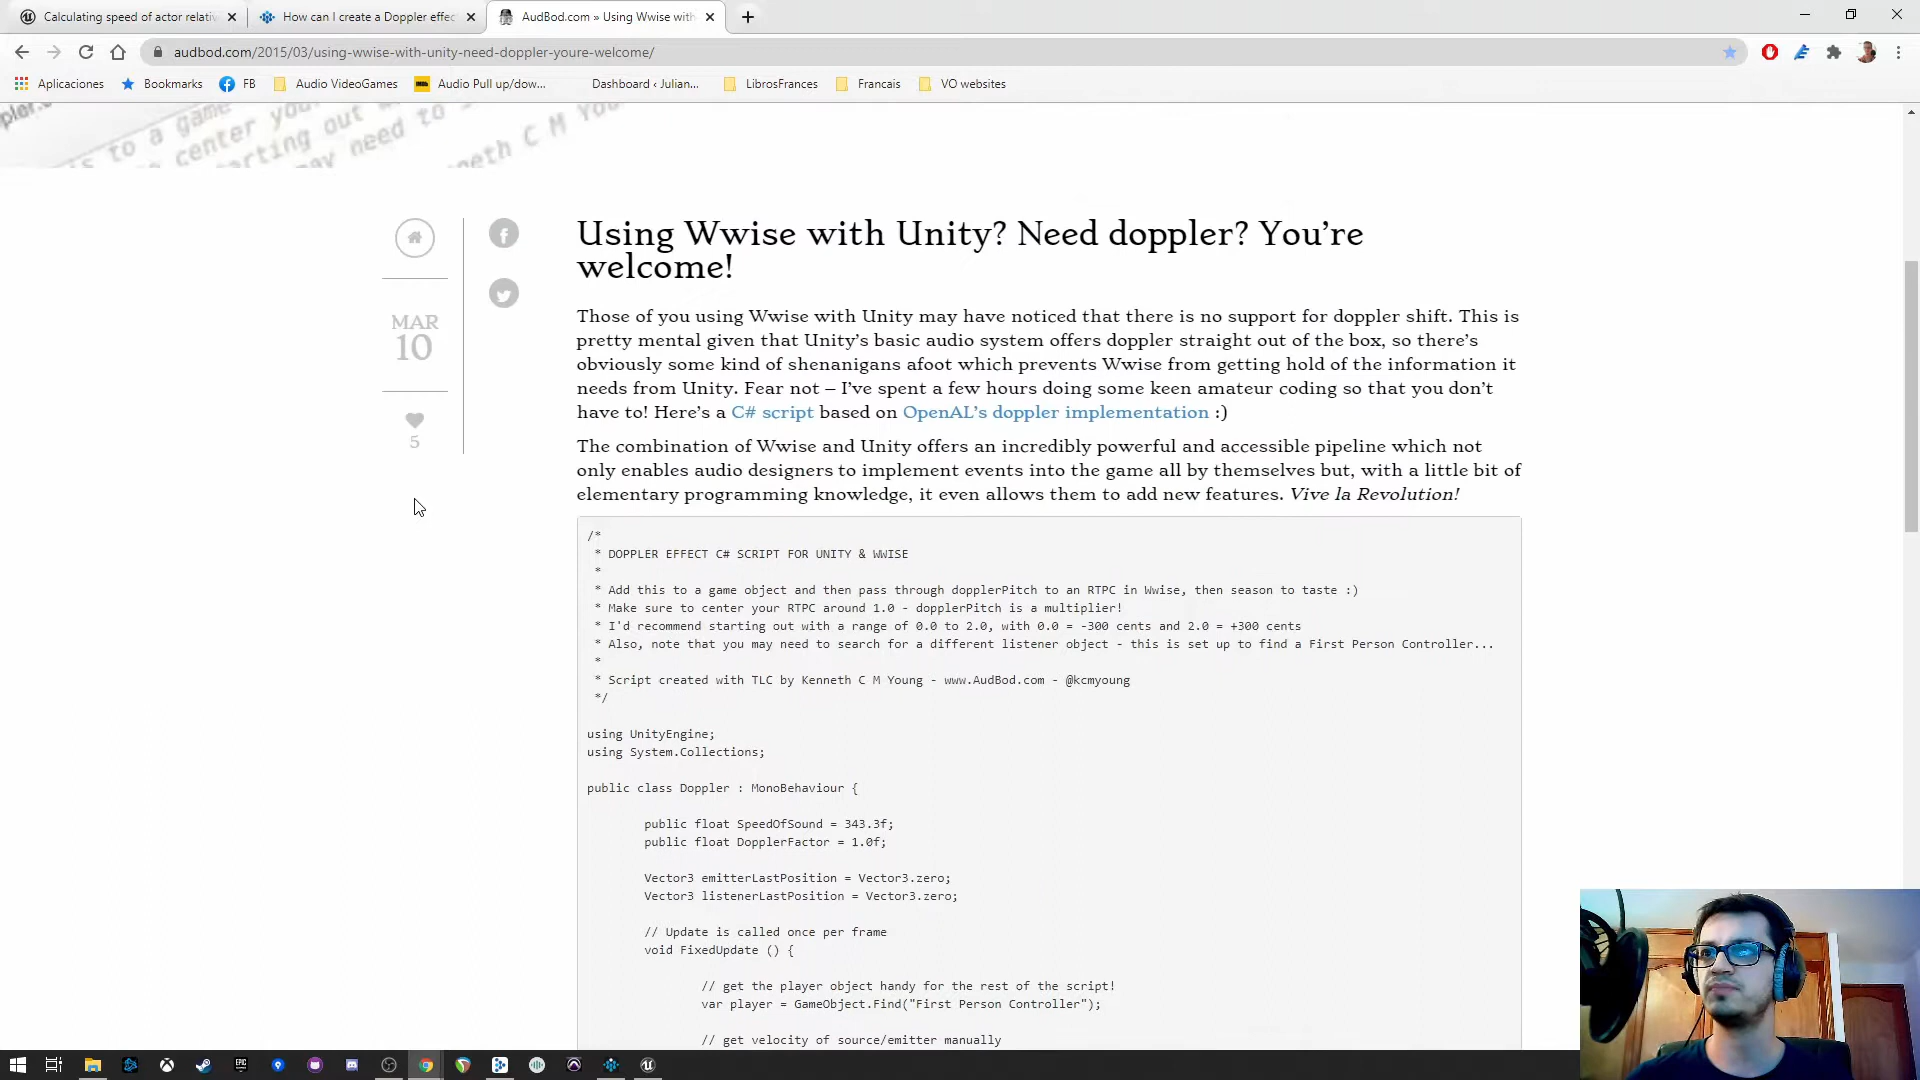 Calculating speed of actor relativ
How can I create a Doppler effec
AudBod.com » Using Wwise with
audbod.com/2015/03/using-wwise-with-unity-need-doppler-youre-welcome/
Aplicaciones
Bookmarks
FB
Audio VideoGames
Audio Pull up/dow...
Dashboard ‹ Julian...
LibrosFrances
Francais
VO websites
is to a game
center you
arting out
may need to
neth C M You
Using Wwise with Unity? Need doppler? You're
welcome!
MAR
10
5
Those of you using Wwise with Unity may have noticed that there is no support for doppler shift. This is
pretty mental given that Unity's basic audio system offers doppler straight out of the box, so there's
obviously some kind of shenanigans afoot which prevents Wwise from getting hold of the information it
needs from Unity. Fear not – I've spent a few hours doing some keen amateur coding so that you don't
have to! Here's a C# script based on OpenAL's doppler implementation :)
The combination of Wwise and Unity offers an incredibly powerful and accessible pipeline which not
only enables audio designers to implement events into the game all by themselves but, with a little bit of
elementary programming knowledge, it even allows them to add new features. Vive la Revolution!
/*
* DOPPLER EFFECT C# SCRIPT FOR UNITY & WWISE
*
* Add this to a game object and then pass through dopplerPitch to an RTPC in Wwise, then season to taste :)
* Make sure to center your RTPC around 1.0 - dopplerPitch is a multiplier!
* I'd recommend starting out with a range of 0.0 to 2.0, with 0.0 = -300 cents and 2.0 = +300 cents
* Also, note that you may need to search for a different listener object - this is set up to find a First Person Controller...
*
* Script created with TLC by Kenneth C M Young - www.AudBod.com - @kcmyoung
*/
using UnityEngine;
using System.Collections;
public class Doppler : MonoBehaviour {
public float SpeedOfSound = 343.3f;
public float DopplerFactor = 1.0f;
Vector3 emitterLastPosition = Vector3.zero;
Vector3 listenerLastPosition = Vector3.zero;
// Update is called once per frame
void FixedUpdate () {
// get the player object handy for the rest of the script!
var player = GameObject.Find("First Person Controller");
// get velocity of source/emitter manually